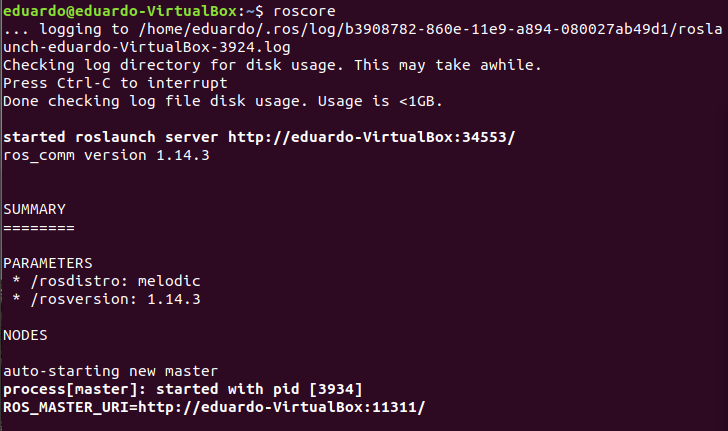 eduardo@eduardo-VirtualBox:~$ roscore
... logging to /home/eduardo/.ros/log/b3908782-860e-11e9-a894-080027ab49d1/rosla
unch-eduardo-VirtualBox-3924.log
Checking log directory for disk usage. This may take awhile.
Press Ctrl-C to interrupt
Done checking log file disk usage. Usage is <1GB.

started roslaunch server http://eduardo-VirtualBox:34553/
ros_comm version 1.14.3


SUMMARY
========

PARAMETERS
 * /rosdistro: melodic
 * /rosversion: 1.14.3

NODES

auto-starting new master
process[master]: started with pid [3934]
ROS_MASTER_URI=http://eduardo-VirtualBox:11311/